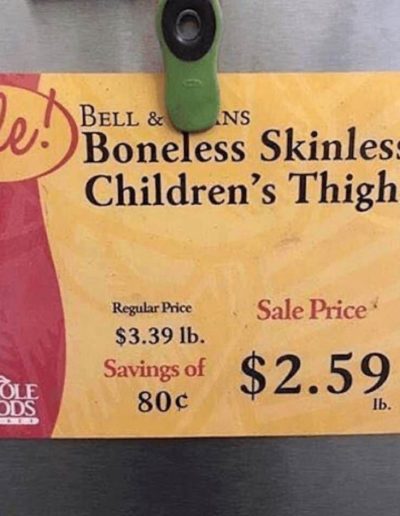 le!
BELL & NS
Boneless Skinless
Children's Thigh
Regular Price
$3.39 lb.
Savings of
80¢
Sale Price
$2.59
lb.
OLE
ODS